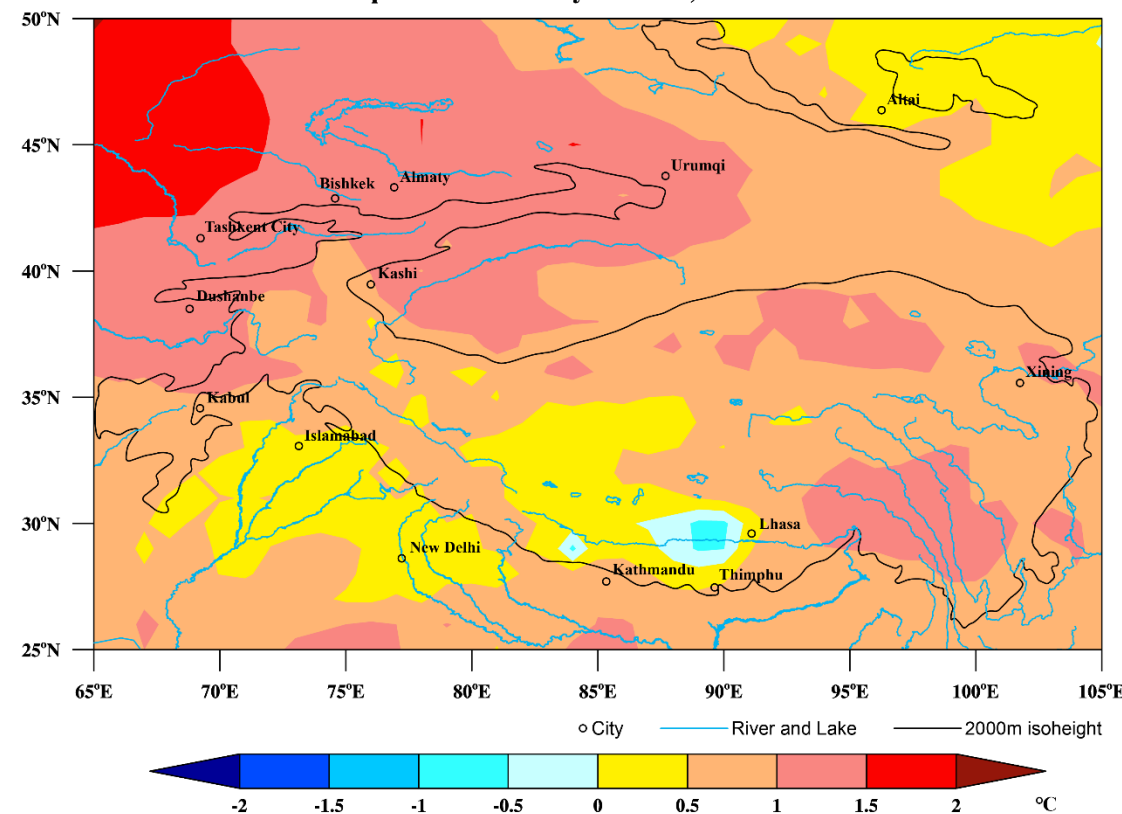 50°N
45°N
40°N
35°N
30°N
25°N
Altai
Urumqi
Almaty
Bishkek
Tashkent City
Kashi
Dushanbe
Xining
Kabul
Islamabad
Lhasa
New Delhi
Kathmandu
Thimphu
65°E 70°E 75°E 80°E 85°E 90°E 95°E 100°E 105°E
City River and Lake 2000m isoheight
-2 -1.5 -1 -0.5 0 0.5 1 1.5 2 °C